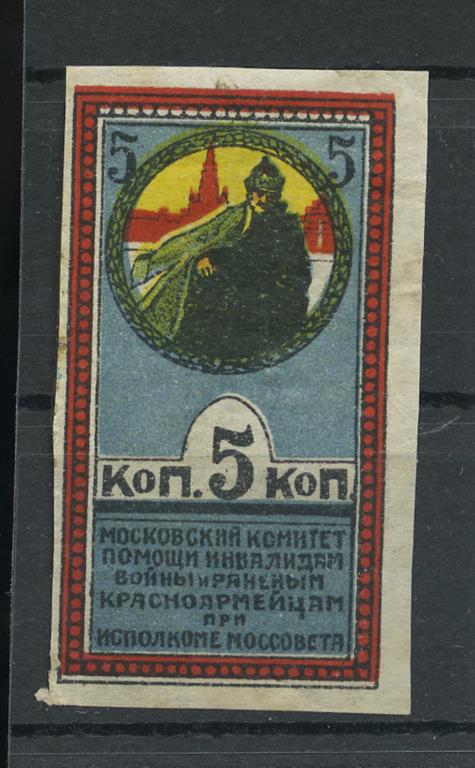 5 5
КОП. 5 КОП.
МОСКОВСКИЙ КОМИТЕТ
ПОМОЩИ ИНВАЛИДАМ
ВОЙНЫ И РАНЕНЫМ
КРАСНОАРМЕЙЦАМ
ПРИ
ИСПОЛКОМЕ МОССОВЕТА